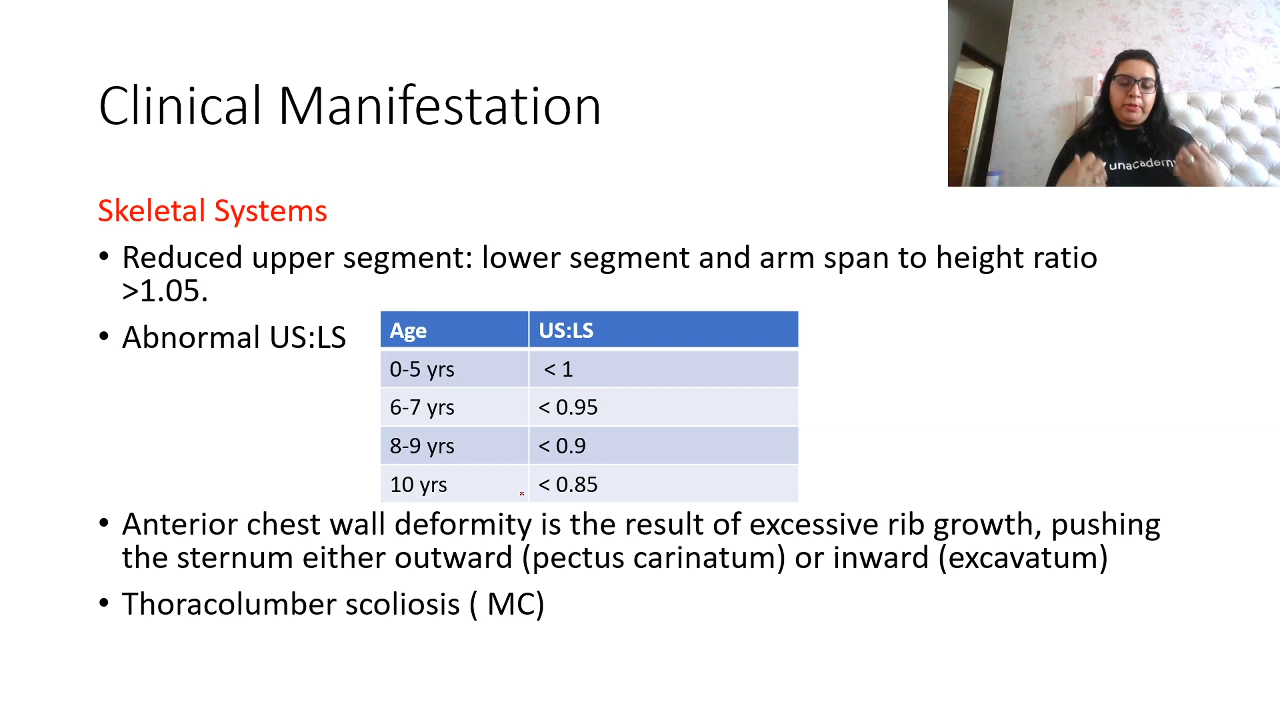 Clinical Manifestation
unacademy
Skeletal Systems
• Reduced upper segment: lower segment and arm span to height ratio
>1.05.
• Abnormal US:LS
Age US:LS
0-5 yrs < 1
6-7 yrs < 0.95
8-9 yrs < 0.9
10 yrs < 0.85
• Anterior chest wall deformity is the result of excessive rib growth, pushing
the sternum either outward (pectus carinatum) or inward (excavatum)
• Thoracolumber scoliosis ( MC)